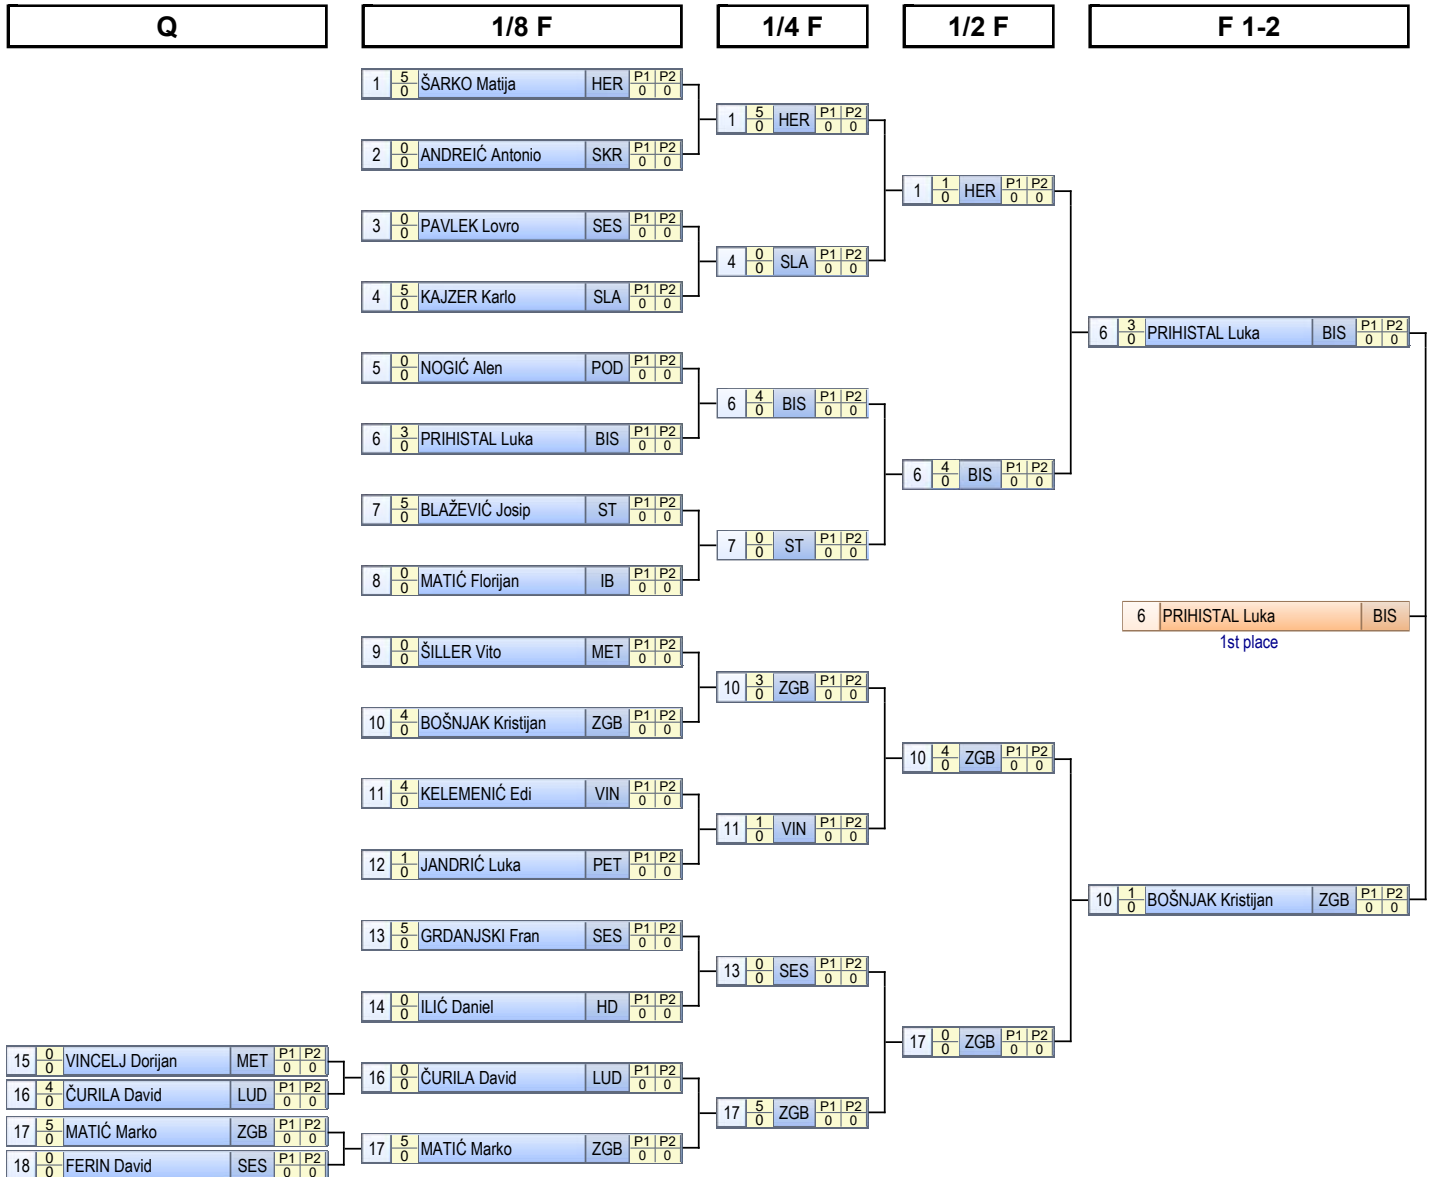 Q 1/8 F 1/4 F 1/2 F F 1-2
1 5 0 ŠARKO Matija HER P1 P2 0 0
1 5 0 HER P1 P2 0 0
2 0 0 ANDREIĆ Antonio SKR P1 P2 0 0
1 1 0 HER P1 P2 0 0
3 0 0 PAVLEK Lovro SES P1 P2 0 0
4 0 0 SLA P1 P2 0 0
4 5 0 KAJZER Karlo SLA P1 P2 0 0
6 3 0 PRIHISTAL Luka BIS P1 P2 0 0
5 0 0 NOGIĆ Alen POD P1 P2 0 0
6 4 0 BIS P1 P2 0 0
6 3 0 PRIHISTAL Luka BIS P1 P2 0 0
6 4 0 BIS P1 P2 0 0
7 5 0 BLAŽEVIĆ Josip ST P1 P2 0 0
7 0 0 ST P1 P2 0 0
8 0 0 MATIĆ Florijan IB P1 P2 0 0
6 PRIHISTAL Luka BIS
1st place
9 0 0 ŠILLER Vito MET P1 P2 0 0
10 3 0 ZGB P1 P2 0 0
10 4 0 BOŠNJAK Kristijan ZGB P1 P2 0 0
10 4 0 ZGB P1 P2 0 0
11 4 0 KELEMENIĆ Edi VIN P1 P2 0 0
11 1 0 VIN P1 P2 0 0
12 1 0 JANDRIĆ Luka PET P1 P2 0 0
10 1 0 BOŠNJAK Kristijan ZGB P1 P2 0 0
13 5 0 GRDANJSKI Fran SES P1 P2 0 0
13 0 0 SES P1 P2 0 0
14 0 0 ILIĆ Daniel HD P1 P2 0 0
17 0 0 ZGB P1 P2 0 0
15 0 0 VINCELJ Dorijan MET P1 P2 0 0
16 0 0 ČURILA David LUD P1 P2 0 0
16 4 0 ČURILA David LUD P1 P2 0 0
17 5 0 ZGB P1 P2 0 0
17 5 0 MATIĆ Marko ZGB P1 P2 0 0
17 5 0 MATIĆ Marko ZGB P1 P2 0 0
18 0 0 FERIN David SES P1 P2 0 0